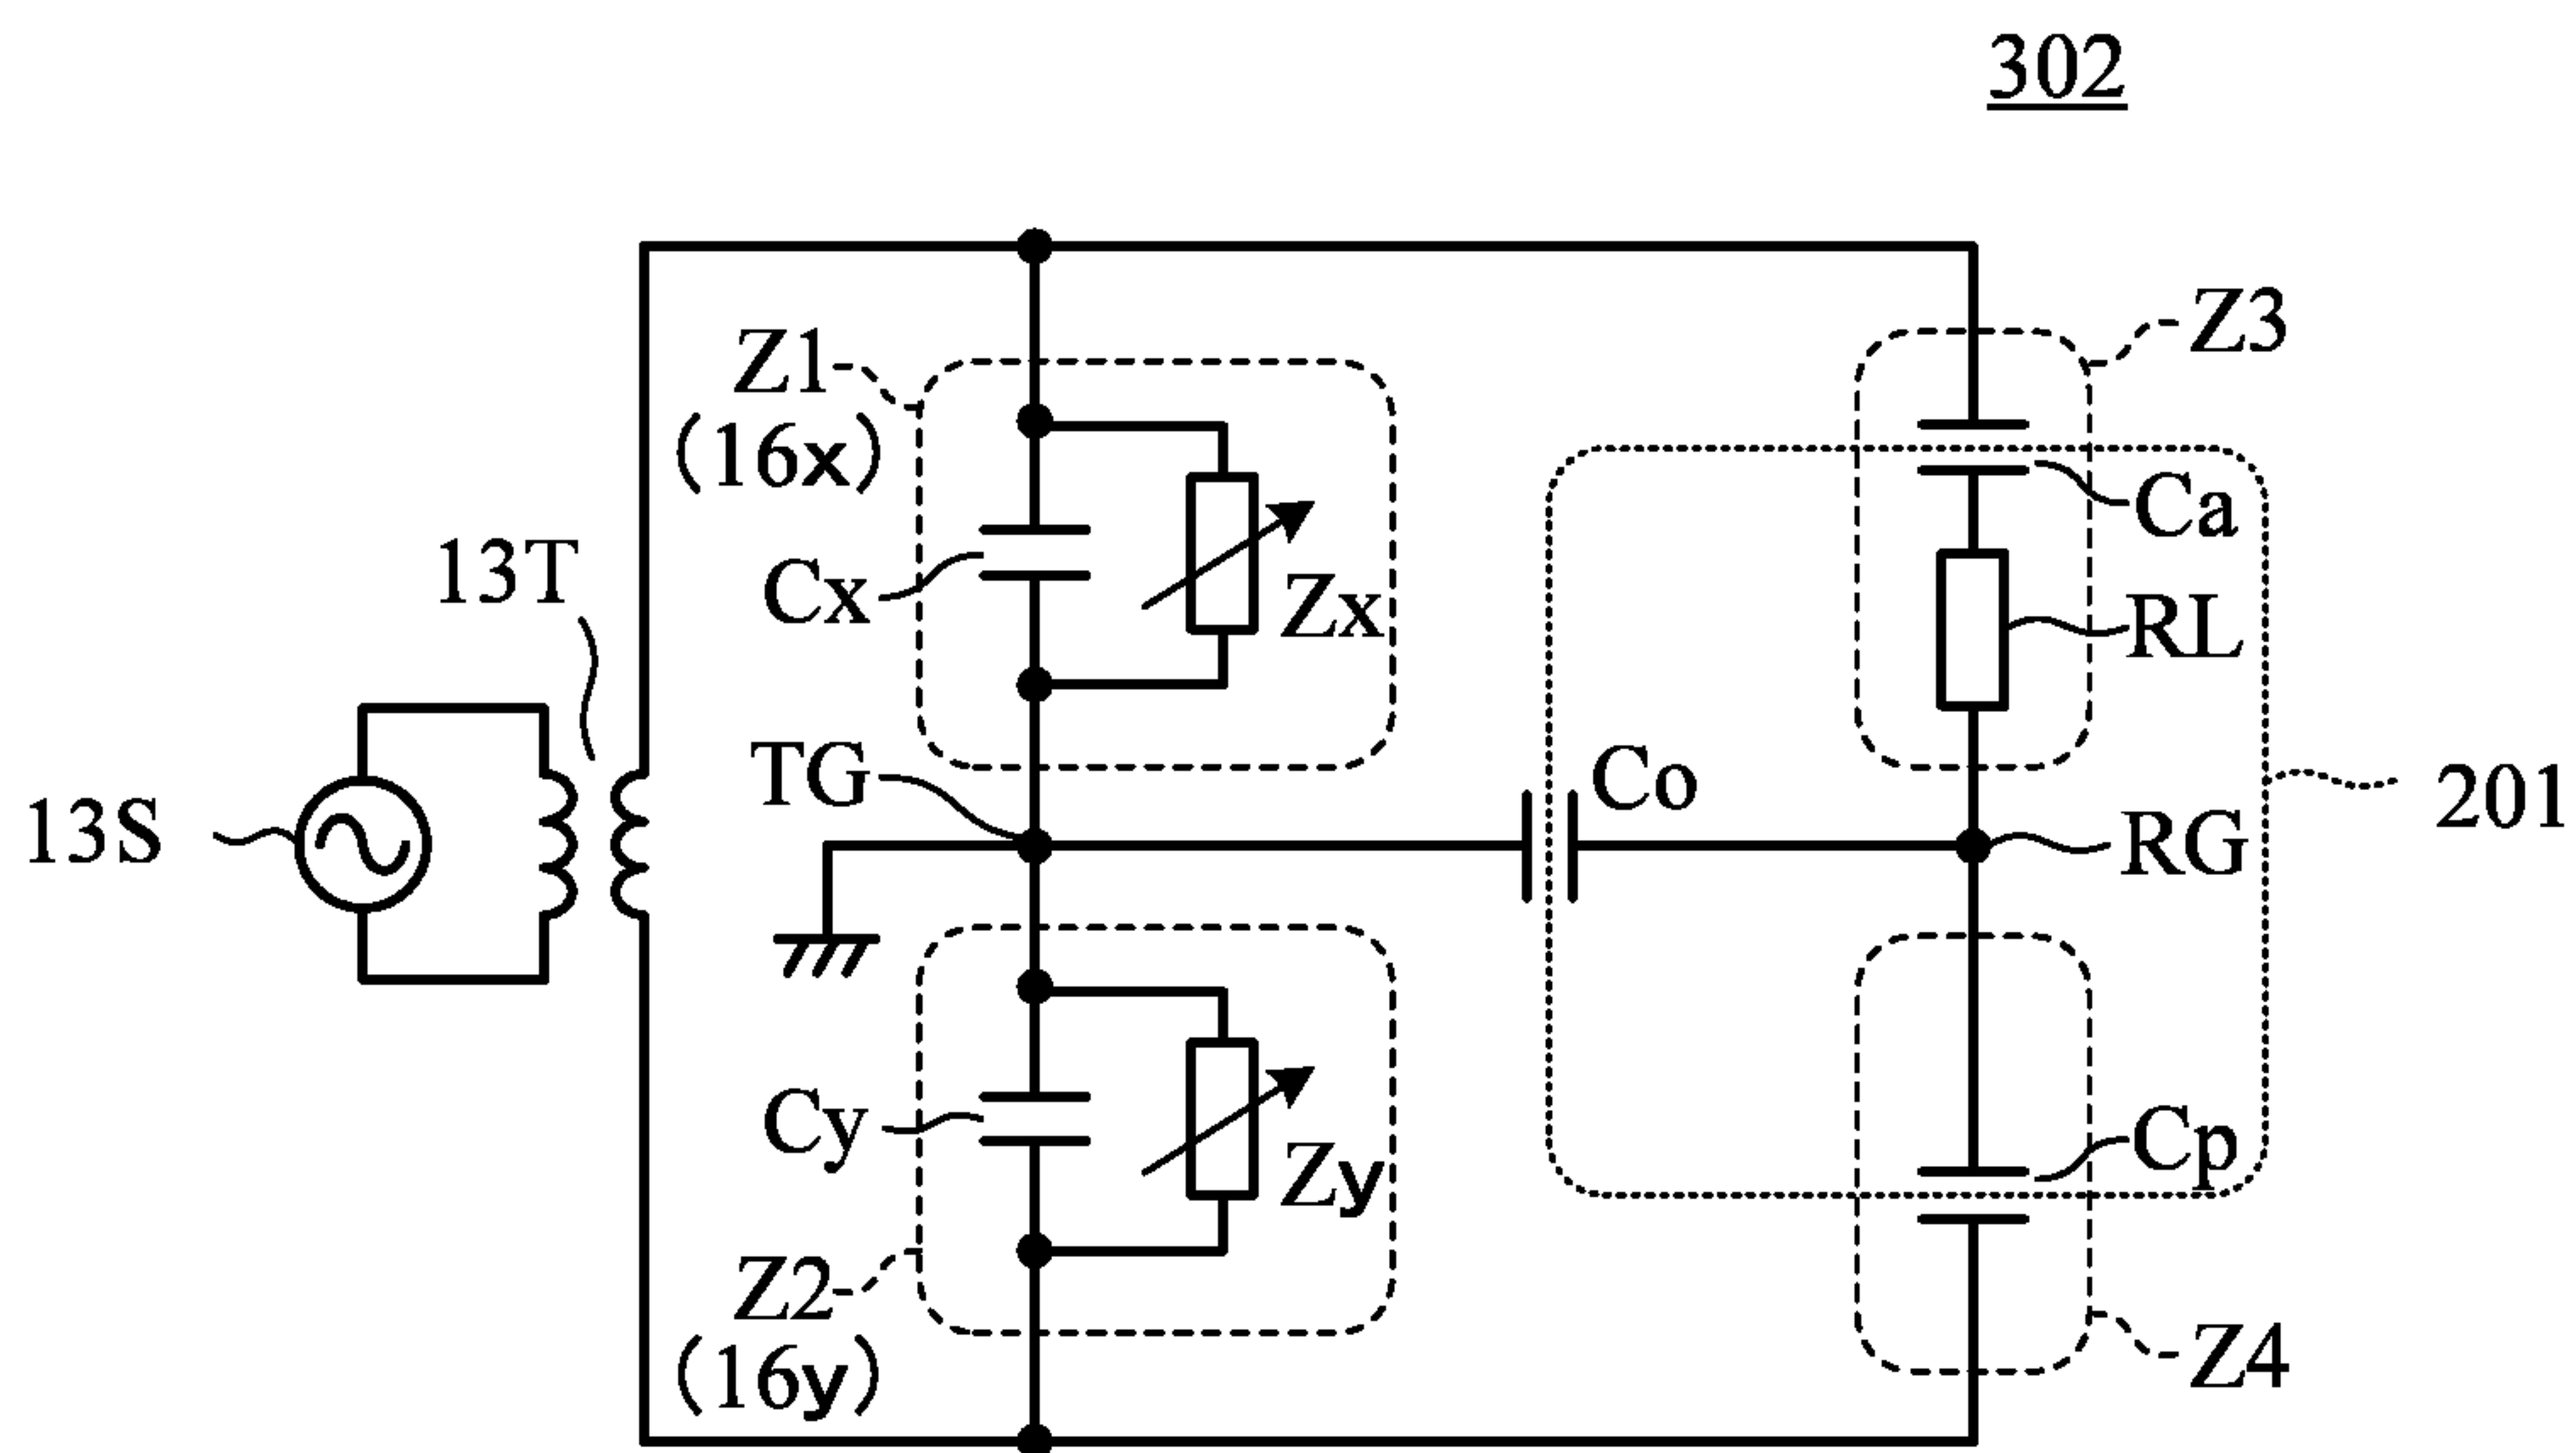 302
Z3
Z1
(16x)
Ca
13T
Cx
Zx
RL
TG
Co
13S
201
RG
Cy
Zy
Cp
Z2
(16y)
Z4